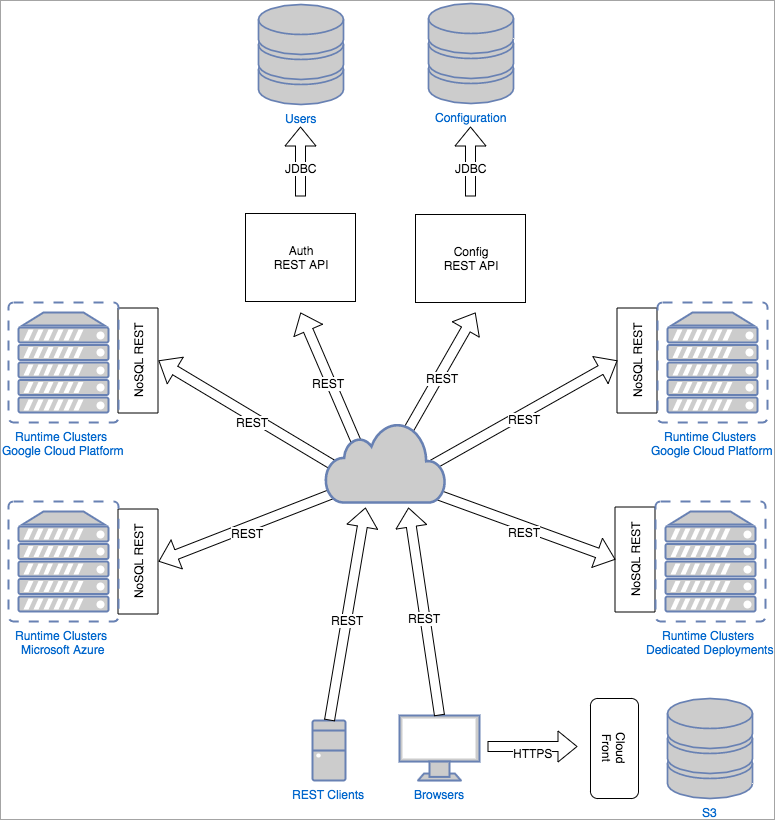 Users
Configuration
JDBC
JDBC
Auth
REST API
Config
REST API
NoSQL REST
NoSQL REST
REST
REST
REST
REST
Runtime Clusters
Google Cloud Platform
Runtime Clusters
Google Cloud Platform
NoSQL REST
NoSQL REST
REST
REST
REST
REST
Runtime Clusters
Microsoft Azure
Runtime Clusters
Dedicated Deployments
HTTPS
Cloud
Front
REST Clients
Browsers
S3